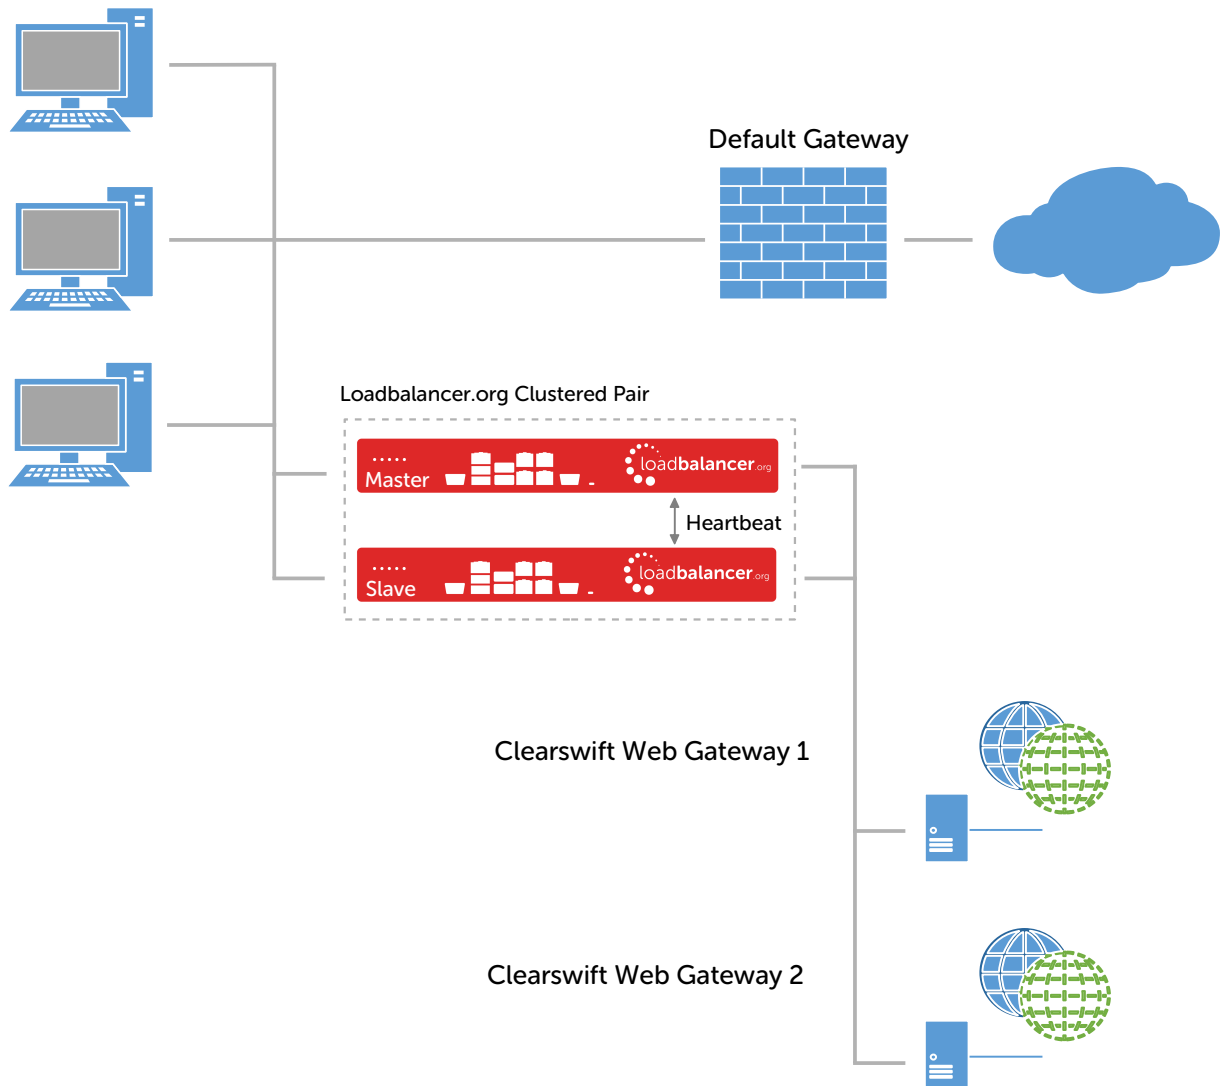 Default Gateway
Loadbalancer.org Clustered Pair
Master
loadbalancer.org
Heartbeat
Slave
loadbalancer.org
Clearswift Web Gateway 1
Clearswift Web Gateway 2